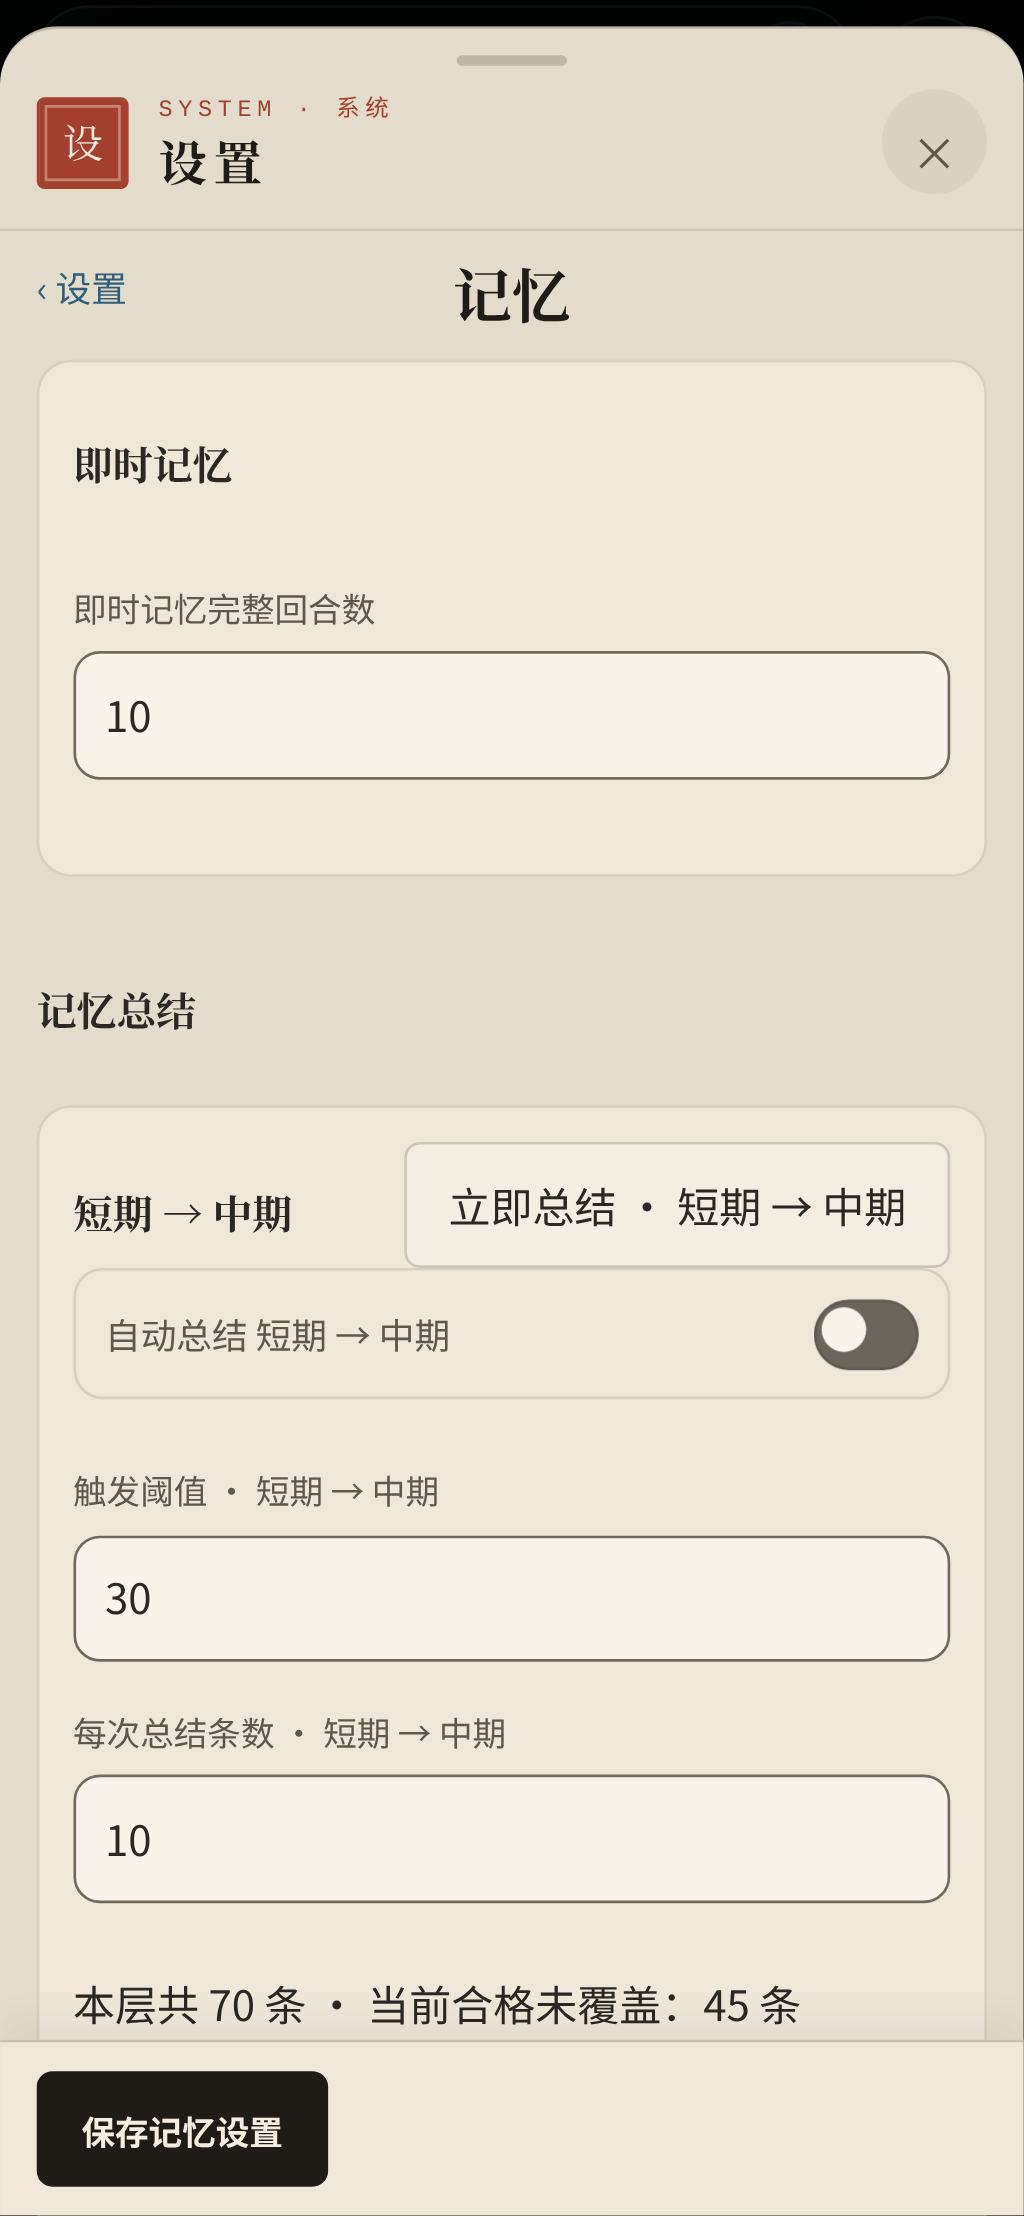 设
SYSTEM · 系统
设置
×
‹ 设置
记忆
即时记忆
即时记忆完整回合数
10
记忆总结
短期 → 中期
立即总结 · 短期 → 中期
自动总结 短期 → 中期
触发阈值 · 短期 → 中期
30
每次总结条数 · 短期 → 中期
10
本层共 70 条 · 当前合格未覆盖：45 条
保存记忆设置